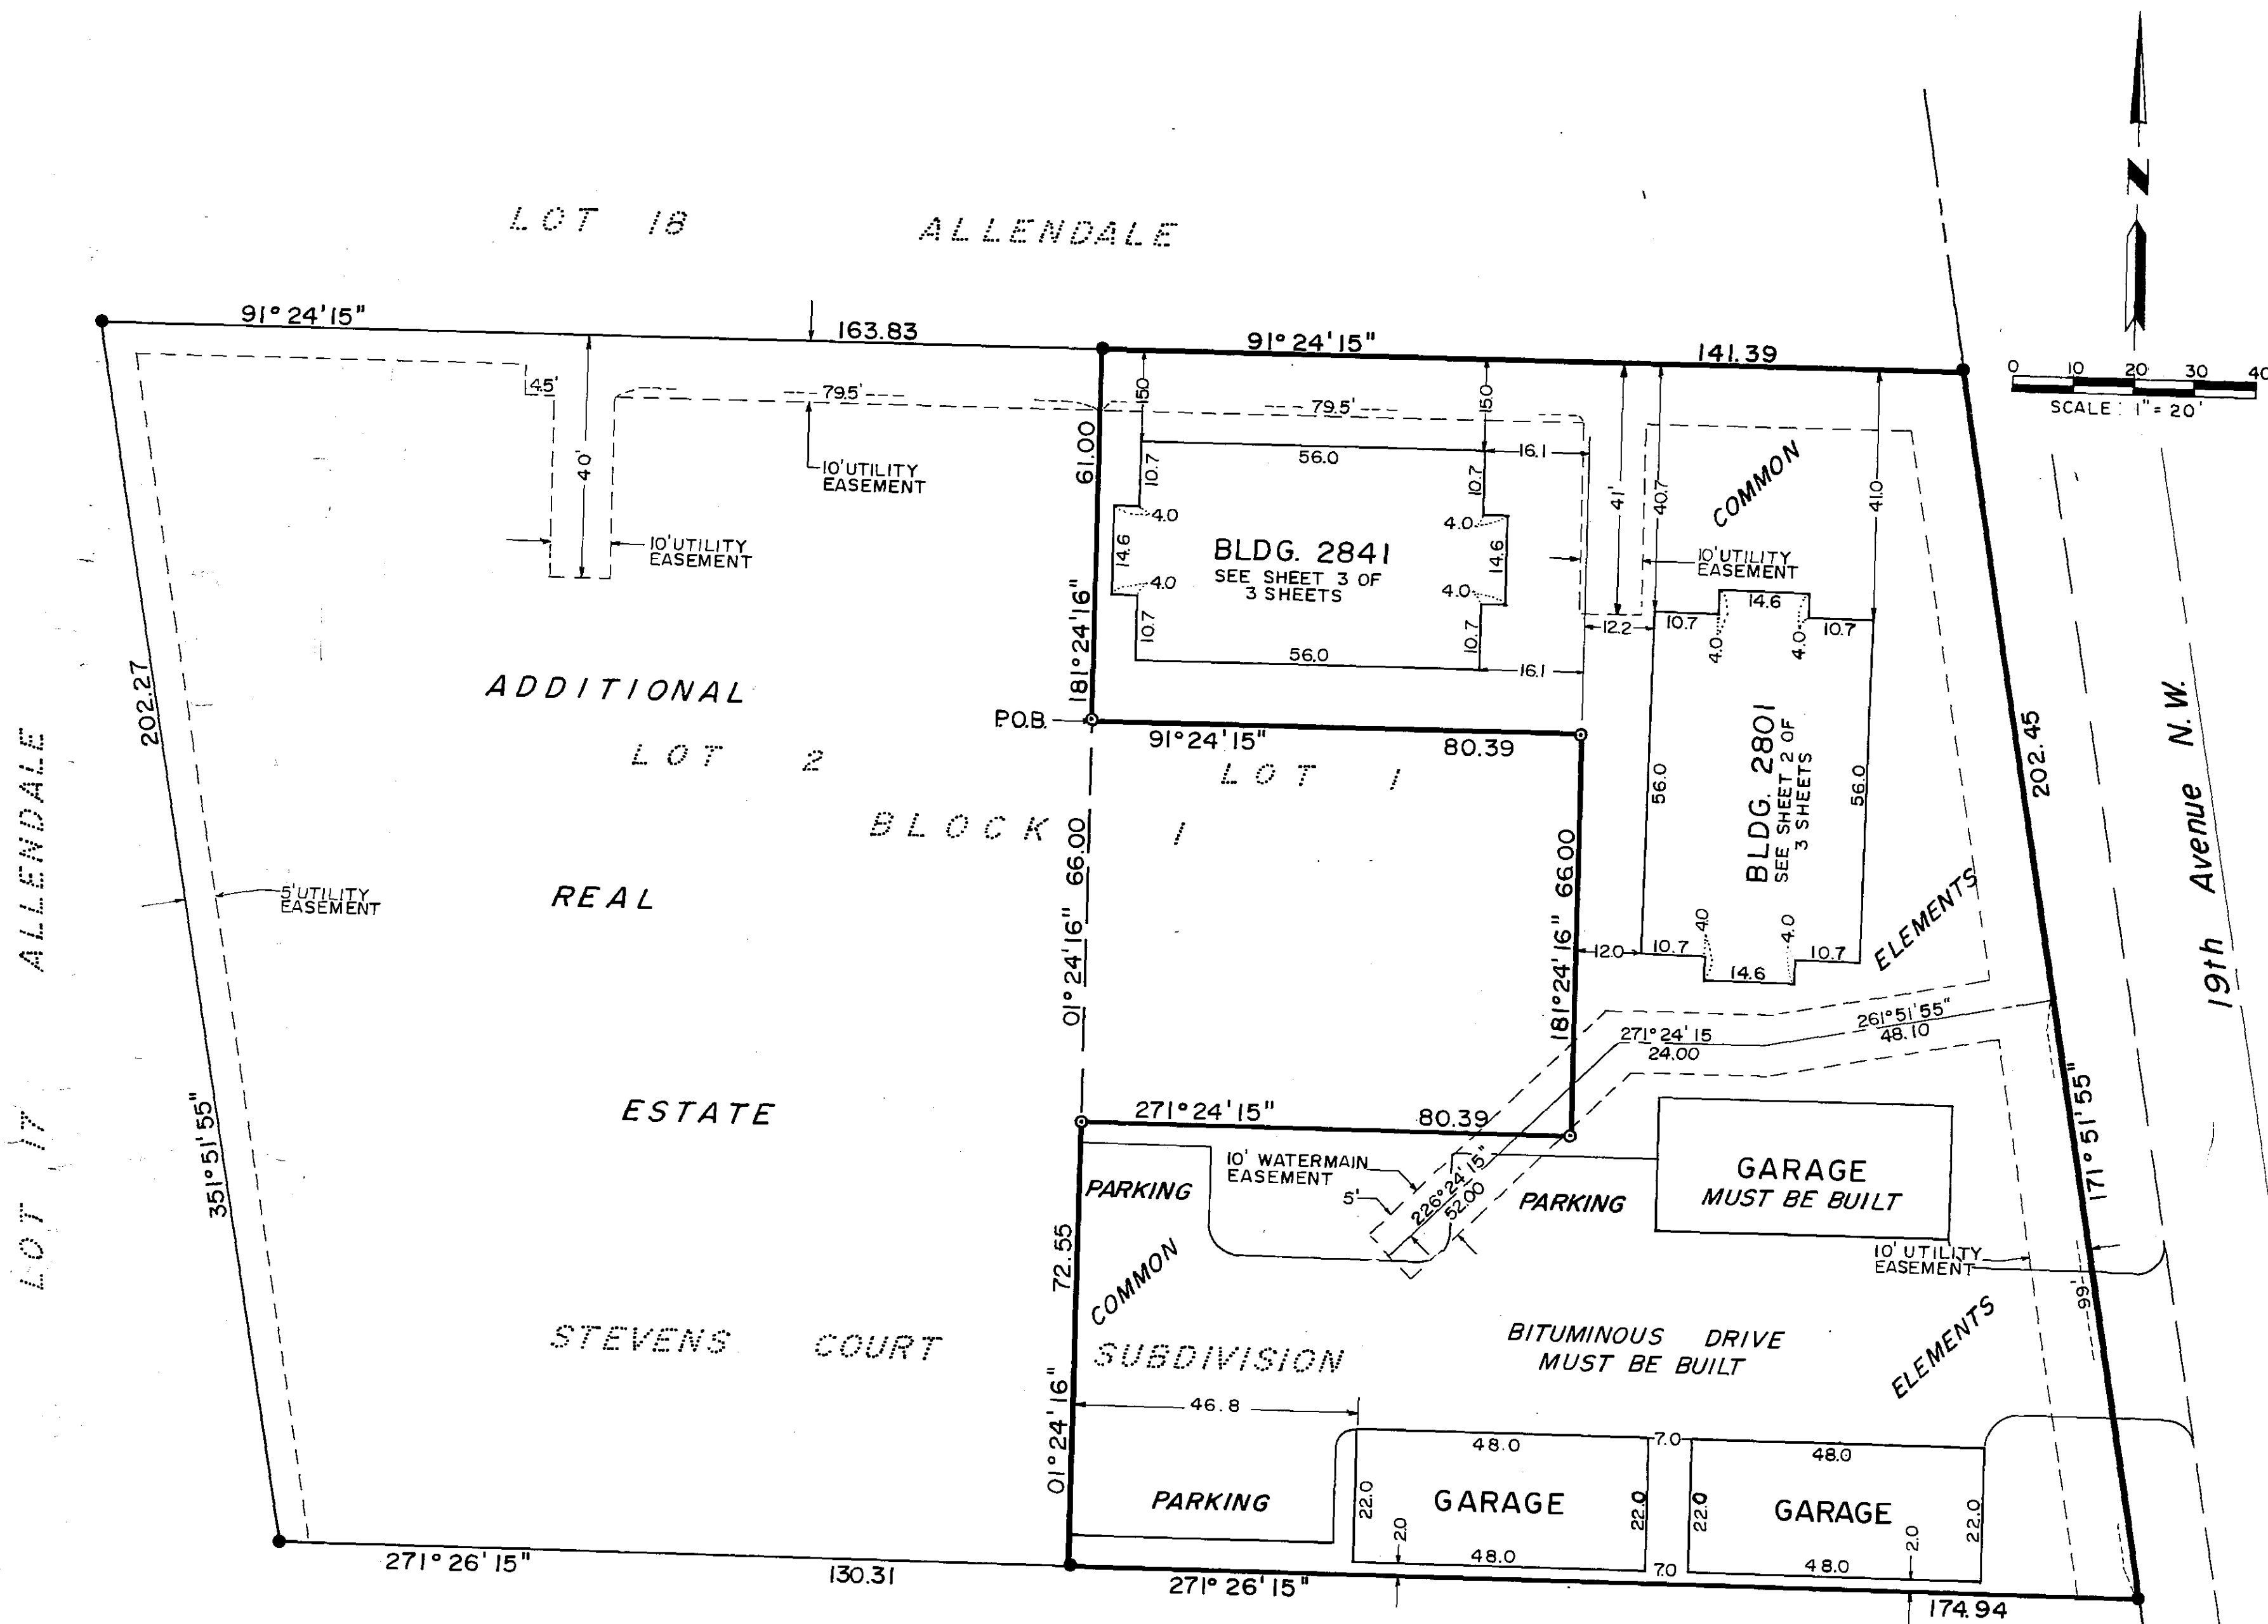 LOT 18 ALLENDALE
N
0 10 20 30 40
SCALE: 1" = 20'
91° 24' 15"
163.83
91° 24' 15"
141.39
4.5'
79.5'
79.5'
40'
10' UTILITY
EASEMENT
10' UTILITY
EASEMENT
61.00
181° 24' 16"
15.0
15.0
56.0
16.1
10.7
10.7
4.0
4.0
14.6
14.6
4.0
4.0
10.7
10.7
BLDG. 2841
SEE SHEET 3 OF
3 SHEETS
56.0
16.1
41'
40.7
41.0
COMMON
10' UTILITY
EASEMENT
12.2
10.7
14.6
10.7
4.0
4.0
56.0
56.0
BLDG. 2801
SEE SHEET 2 OF
3 SHEETS
4.0
4.0
12.0
10.7
14.6
10.7
ELEMENTS
202.45
171° 51' 55"
19th Avenue N.W.
202.27
351° 51' 55"
LOT 17 ALLENDALE
5' UTILITY
EASEMENT
ADDITIONAL
LOT 2
BLOCK 1
REAL
ESTATE
STEVENS COURT SUBDIVISION
P.O.B.
91° 24' 15"
80.39
LOT 1
01° 24' 16" 66.00
181° 24' 16" 66.00
271° 24' 15"
80.39
271° 24' 15
24.00
261° 51' 55"
48.10
226° 24' 15"
52.00
10' WATERMAIN
EASEMENT
5'
PARKING
PARKING
GARAGE
MUST BE BUILT
10' UTILITY
EASEMENT
99'
COMMON
ELEMENTS
BITUMINOUS DRIVE
MUST BE BUILT
72.55
01° 24' 16"
46.8
PARKING
48.0
7.0
48.0
22.0
GARAGE
22.0
22.0
GARAGE
22.0
2.0
48.0
7.0
48.0
2.0
271° 26' 15"
130.31
271° 26' 15"
174.94